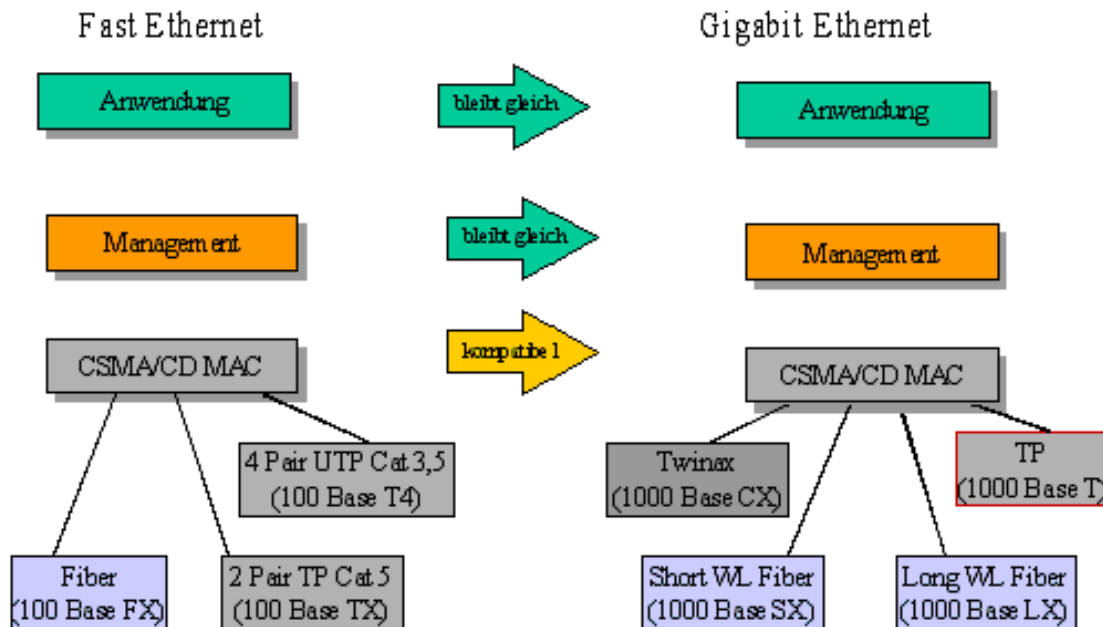 Fast Ethernet
Gigabit Ethernet
Anwendung
bleibt gleich
Anwendung
Management
bleibt gleich
Management
CSMA/CD MAC
kompatibel
CSMA/CD MAC
4 Pair UTP Cat 3,5
(100 Base T4)
Twinax
(1000 Base CX)
TP
(1000 Base T)
Fiber
(100 Base FX)
2 Pair TP Cat 5
(100 Base TX)
Short WL Fiber
(1000 Base SX)
Long WL Fiber
(1000 Base LX)